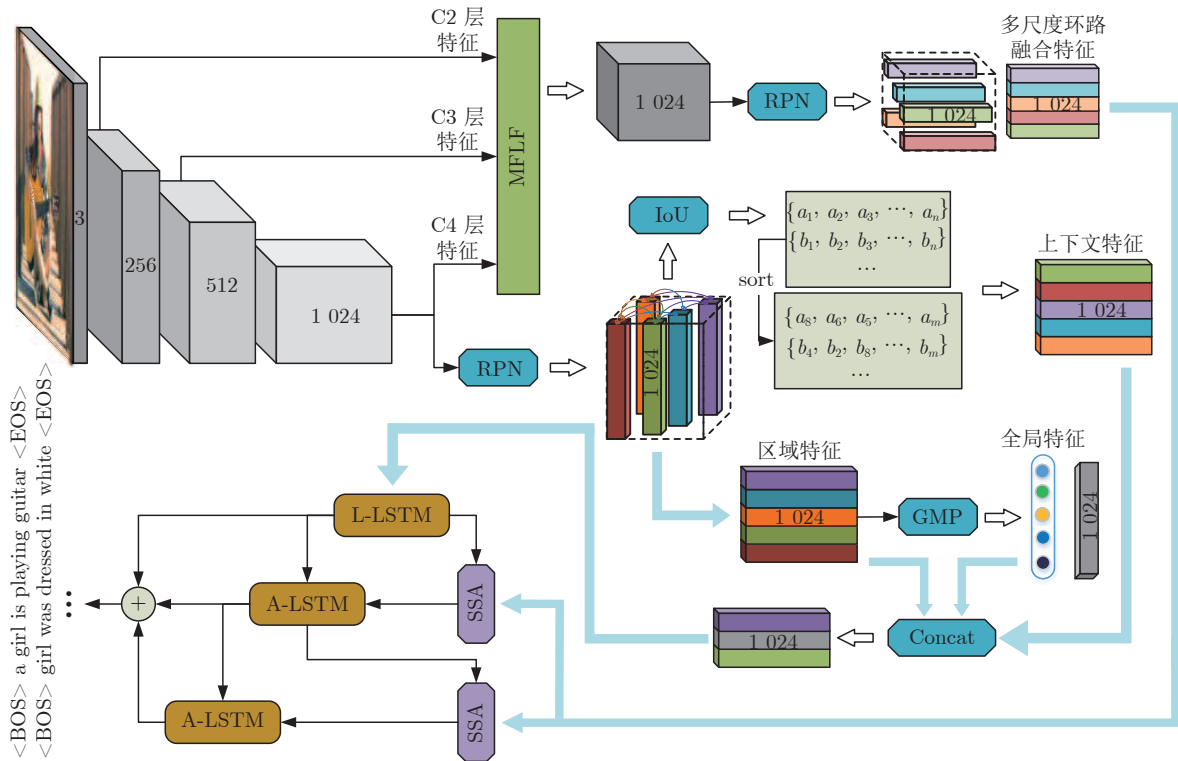 C2 层
特征
多尺度环路
融合特征
3
256
512
1 024
C3 层
特征
C4 层
特征
MFLF
1 024
RPN
1 024
1 024
RPN
1 024
IoU
sort
{a₁, a₂, a₃, ⋯, aₙ}
{b₁, b₂, b₃, ⋯, bₙ}
⋯
{a₈, a₆, a₅, ⋯, aₘ}
{b₄, b₂, b₈, ⋯, bₘ}
⋯
上下文特征
1 024
区域特征
1 024
GMP
全局特征
1 024
Concat
1 024
L-LSTM
A-LSTM
A-LSTM
SSA
SSA
+
⋯
<BOS> a girl is playing guitar <EOS>
<BOS> girl was dressed in white <EOS>